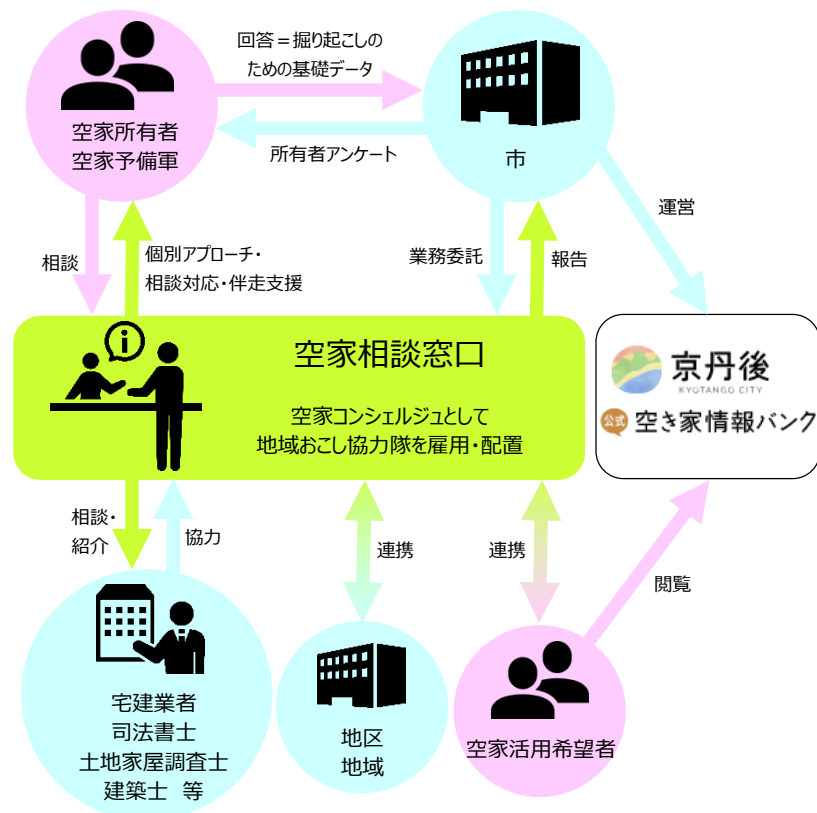 回答＝掘り起こしの
ための基礎データ
空家所有者
空家予備軍
所有者アンケート
市
運営
相談
個別アプローチ・
相談対応・伴走支援
業務委託
報告
空家相談窓口
空家コンシェルジュとして
地域おこし協力隊を雇用・配置
京丹後
KYOTANGO CITY
公式 空き家情報バンク
相談・
紹介
協力
連携
連携
閲覧
宅建業者
司法書士
土地家屋調査士
建築士 等
地区
地域
空家活用希望者